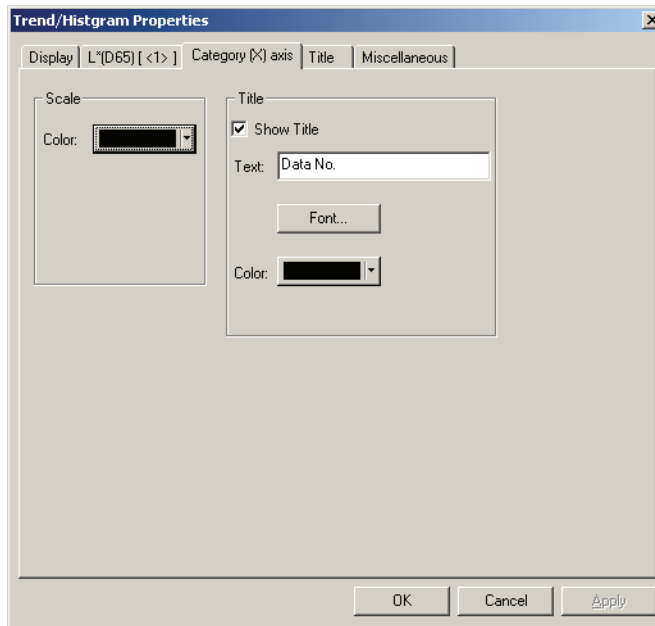 Trend/Histgram Properties
Display L*(D65) [ <1> ] Category (X) axis Title Miscellaneous
Scale
Color:
Title
Show Title
Text: Data No.
Font...
Color:
OK Cancel Apply